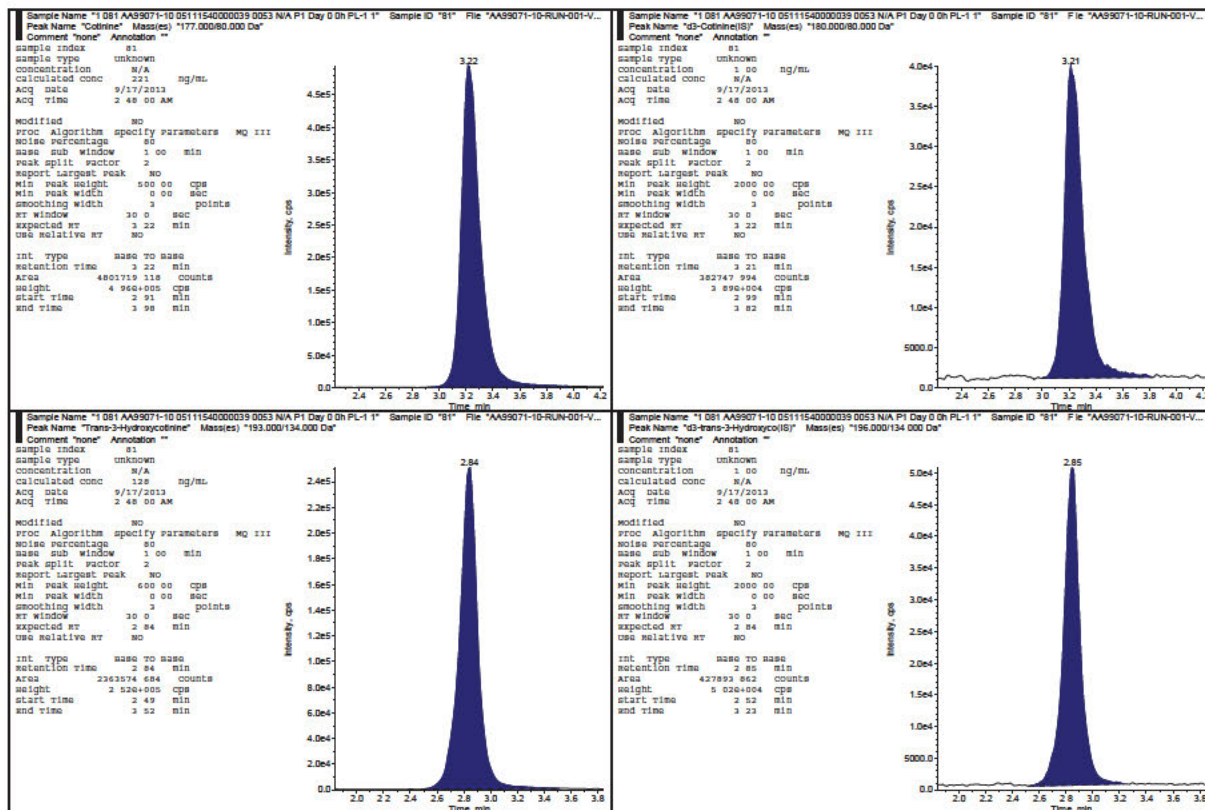 Sample Name "1 081 AA99071-10 05111540000039 0053 N/A P1 Day 0 0h PL-1 1" Sample ID "81" File "AA99071-10-RUN-001-V...
Peak Name "Cotinine" Mass(es) "177.000/80.000 Da"
Comment "none" Annotation ""
Sample Index 81
Sample Type Unknown
Concentration N/A
Calculated Conc 221 ng/mL
Acq Date 9/17/2013
Acq Time 2 48 00 AM
Modified NO
Proc Algorithm Specify Parameters MQ III
Noise Percentage 80
Base Sub Window 1 00 min
Peak Split Factor 2
Report Largest Peak NO
Min Peak Height 500 00 cps
Min Peak Width 0 00 sec
Smoothing Width 3 points
RT Window 30 0 sec
Expected RT 3 22 min
Use Relative RT NO
Int Type Base To Base
Retention Time 3 22 min
Area 4801719 118 counts
Height 4 96e+005 cps
Start Time 2 91 min
End Time 3 98 min
3.22
Intensity, cps
4.5e5
4.0e5
3.5e5
3.0e5
2.5e5
2.0e5
1.5e5
1.0e5
5.0e4
0.0
2.4 2.6 2.8 3.0 3.2 3.4 3.6 3.8 4.0 4.2
Time, min
Sample Name "1 081 AA99071-10 05111540000039 0053 N/A P1 Day 0 0h PL-1 1" Sample ID "81" File "AA99071-10-RUN-001-V...
Peak Name "d3-Cotinine(IS)" Mass(es) "180.000/80.000 Da"
Comment "none" Annotation ""
Sample Index 81
Sample Type Unknown
Concentration 1 00 ng/mL
Calculated Conc N/A
Acq Date 9/17/2013
Acq Time 2 48 00 AM
Modified NO
Proc Algorithm Specify Parameters MQ III
Noise Percentage 80
Base Sub Window 1 00 min
Peak Split Factor 2
Report Largest Peak NO
Min Peak Height 2000 00 cps
Min Peak Width 0 00 sec
Smoothing Width 3 points
RT Window 30 0 sec
Expected RT 3 22 min
Use Relative RT NO
Int Type Base To Base
Retention Time 3 21 min
Area 382747 994 counts
Height 3 89e+004 cps
Start Time 2 99 min
End Time 3 82 min
3.21
Intensity, cps
4.0e4
3.5e4
3.0e4
2.5e4
2.0e4
1.5e4
1.0e4
5000.0
0.0
2.4 2.6 2.8 3.0 3.2 3.4 3.6 3.8 4.0 4.2
Time, min
Sample Name "1 081 AA99071-10 05111540000039 0053 N/A P1 Day 0 0h PL-1 1" Sample ID "81" File "AA99071-10-RUN-001-V...
Peak Name "Trans-3-Hydroxycotinine" Mass(es) "193.000/134.000 Da"
Comment "none" Annotation ""
Sample Index 81
Sample Type Unknown
Concentration N/A
Calculated Conc 128 ng/mL
Acq Date 9/17/2013
Acq Time 2 48 00 AM
Modified NO
Proc Algorithm Specify Parameters MQ III
Noise Percentage 80
Base Sub Window 1 00 min
Peak Split Factor 2
Report Largest Peak NO
Min Peak Height 600 00 cps
Min Peak Width 0 00 sec
Smoothing Width 3 points
RT Window 30 0 sec
Expected RT 2 84 min
Use Relative RT NO
Int Type Base To Base
Retention Time 2 84 min
Area 2363574 684 counts
Height 2 52e+005 cps
Start Time 2 49 min
End Time 3 52 min
2.84
Intensity, cps
2.4e5
2.2e5
2.0e5
1.8e5
1.6e5
1.4e5
1.2e5
1.0e5
8.0e4
6.0e4
4.0e4
2.0e4
0.0
2.0 2 2 2.4 2.6 2.8 3.0 3.2 3.4 3.6 3.8
Time, min
Sample Name "1 081 AA99071-10 05111540000039 0053 N/A P1 Day 0 0h PL-1 1" Sample ID "81" File "AA99071-10-RUN-001-V...
Peak Name "d3-trans-3-Hydroxyco(IS)" Mass(es) "196.000/134.000 Da"
Comment "none" Annotation ""
Sample Index 81
Sample Type Unknown
Concentration 1 00 ng/mL
Calculated Conc N/A
Acq Date 9/17/2013
Acq Time 2 48 00 AM
Modified NO
Proc Algorithm Specify Parameters MQ III
Noise Percentage 80
Base Sub Window 1 00 min
Peak Split Factor 2
Report Largest Peak NO
Min Peak Height 2000 00 cps
Min Peak Width 0 00 sec
Smoothing Width 3 points
RT Window 30 0 sec
Expected RT 2 84 min
Use Relative RT NO
Int Type Base To Base
Retention Time 2 85 min
Area 427893 862 counts
Height 5 02e+004 cps
Start Time 2 52 min
End Time 3 23 min
2.85
Intensity, cps
5.0e4
4.5e4
4.0e4
3.5e4
3.0e4
2.5e4
2.0e4
1.5e4
1.0e4
5000.0
0.0
2.0 2.2 2.4 2.6 2.8 3.0 3.2 3.4 3.6 3.8
Time, min